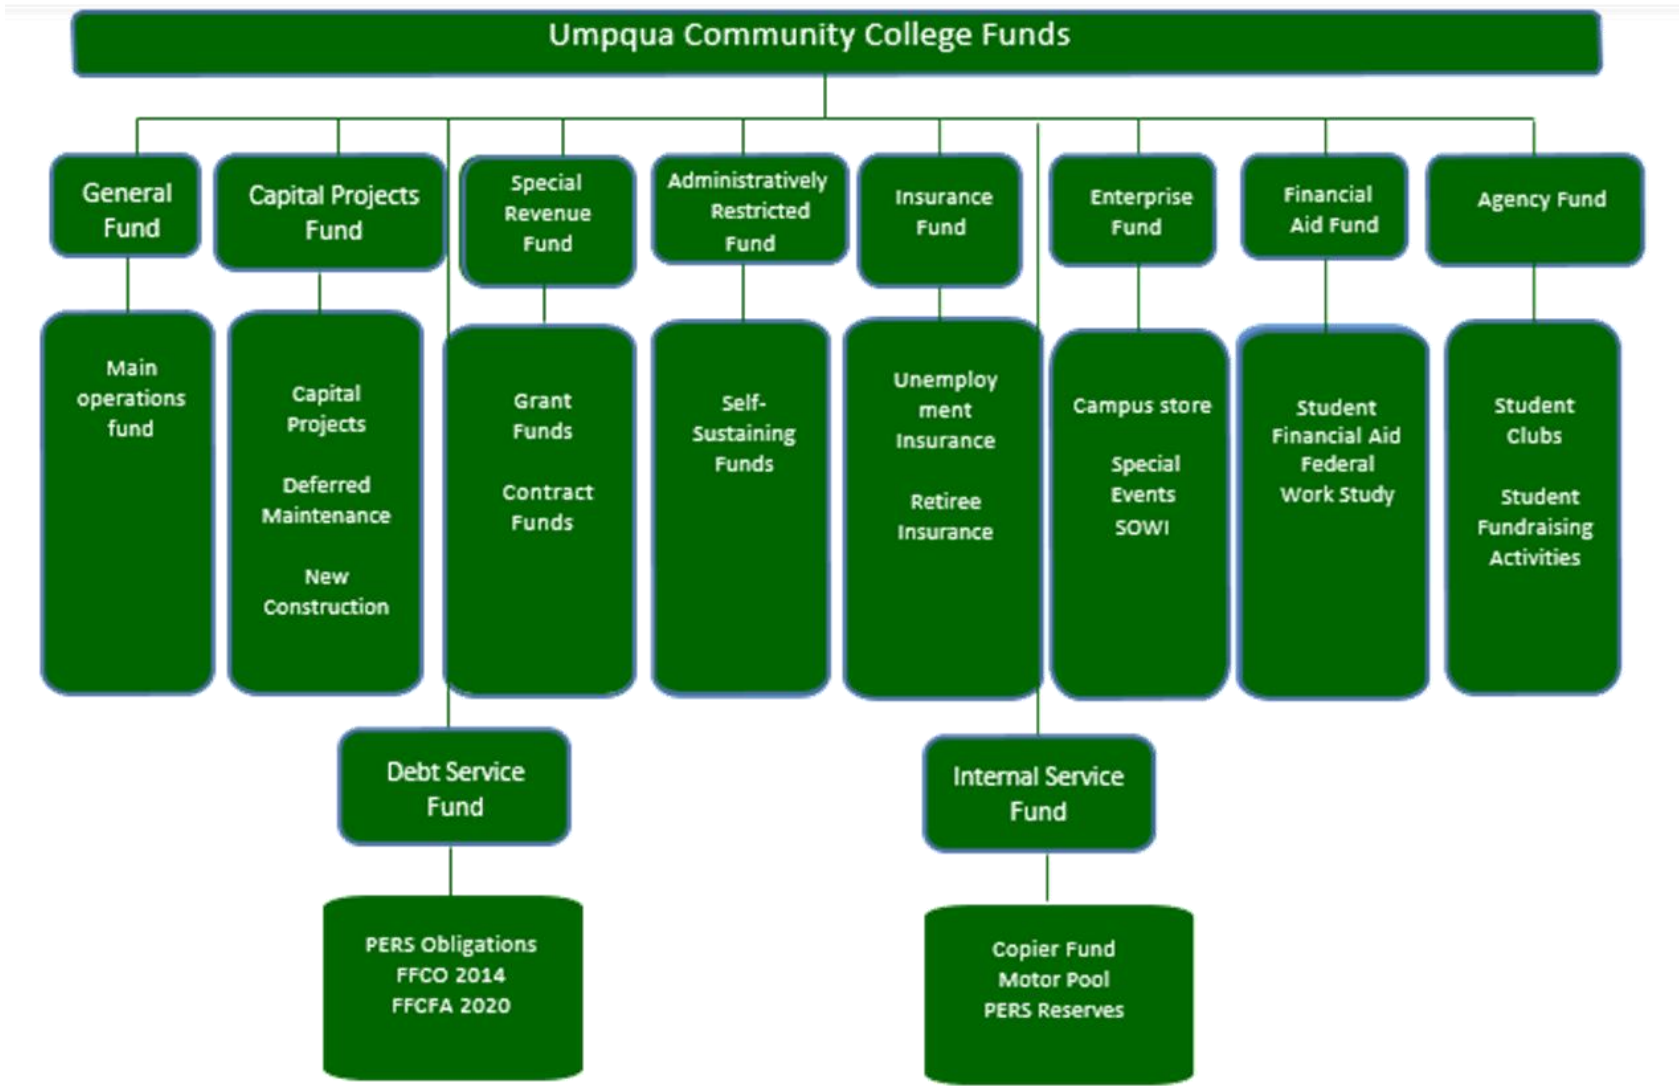 Umpqua Community College Funds
General
Fund
Capital Projects
Fund
Special
Revenue
Fund
Administratively
Restricted
Fund
Insurance
Fund
Enterprise
Fund
Financial
Aid Fund
Agency Fund
Main
operations
fund
Capital
Projects
Deferred
Maintenance
New
Construction
Grant
Funds
Contract
Funds
Self-
Sustaining
Funds
Unemploy
ment
Insurance
Retiree
Insurance
Campus store
Special
Events
SOWI
Student
Financial Aid
Federal
Work Study
Student
Clubs
Student
Fundraising
Activities
Debt Service
Fund
Internal Service
Fund
PERS Obligations
FFCO 2014
FFCFA 2020
Copier Fund
Motor Pool
PERS Reserves